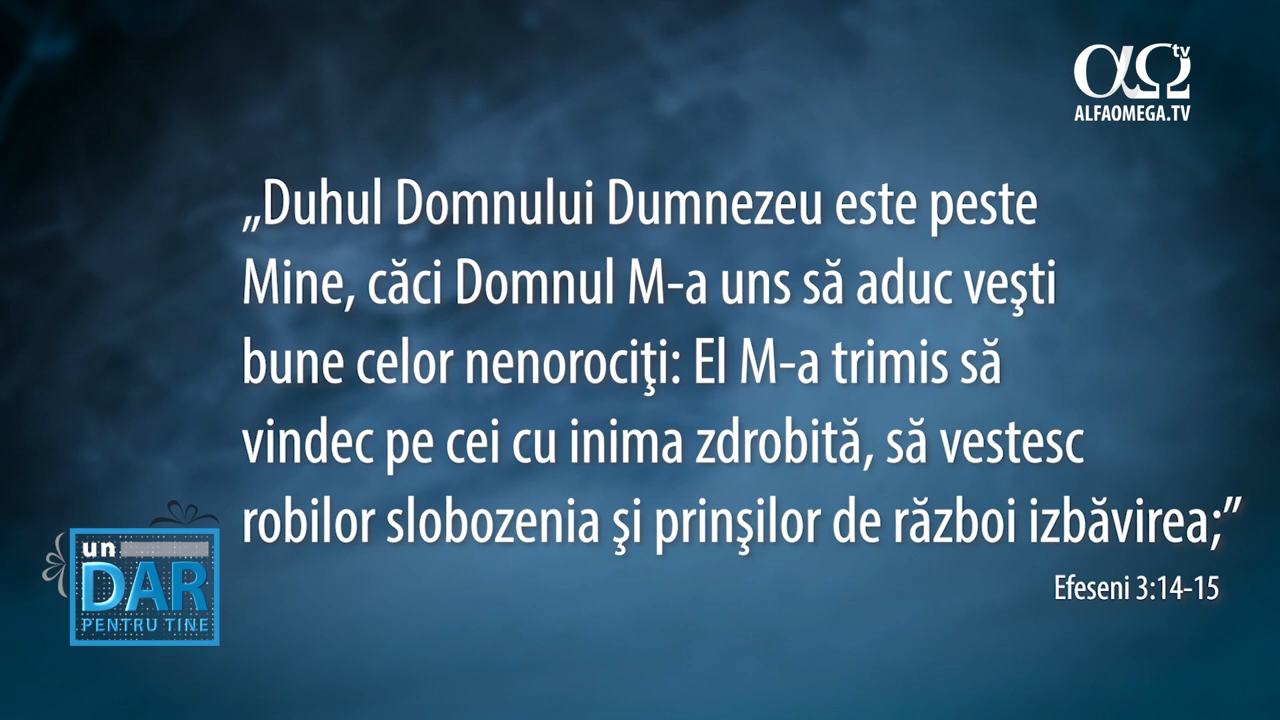 αΩ tv
ALFAOMEGA.TV
„Duhul Domnului Dumnezeu este peste
Mine, căci Domnul M-a uns să aduc veşti
bune celor nenorociţi: El M-a trimis să
vindec pe cei cu inima zdrobită, să vestesc
robilor slobozenia şi prinşilor de război izbăvirea;”
Efeseni 3:14-15
un
DAR
PENTRU TINE